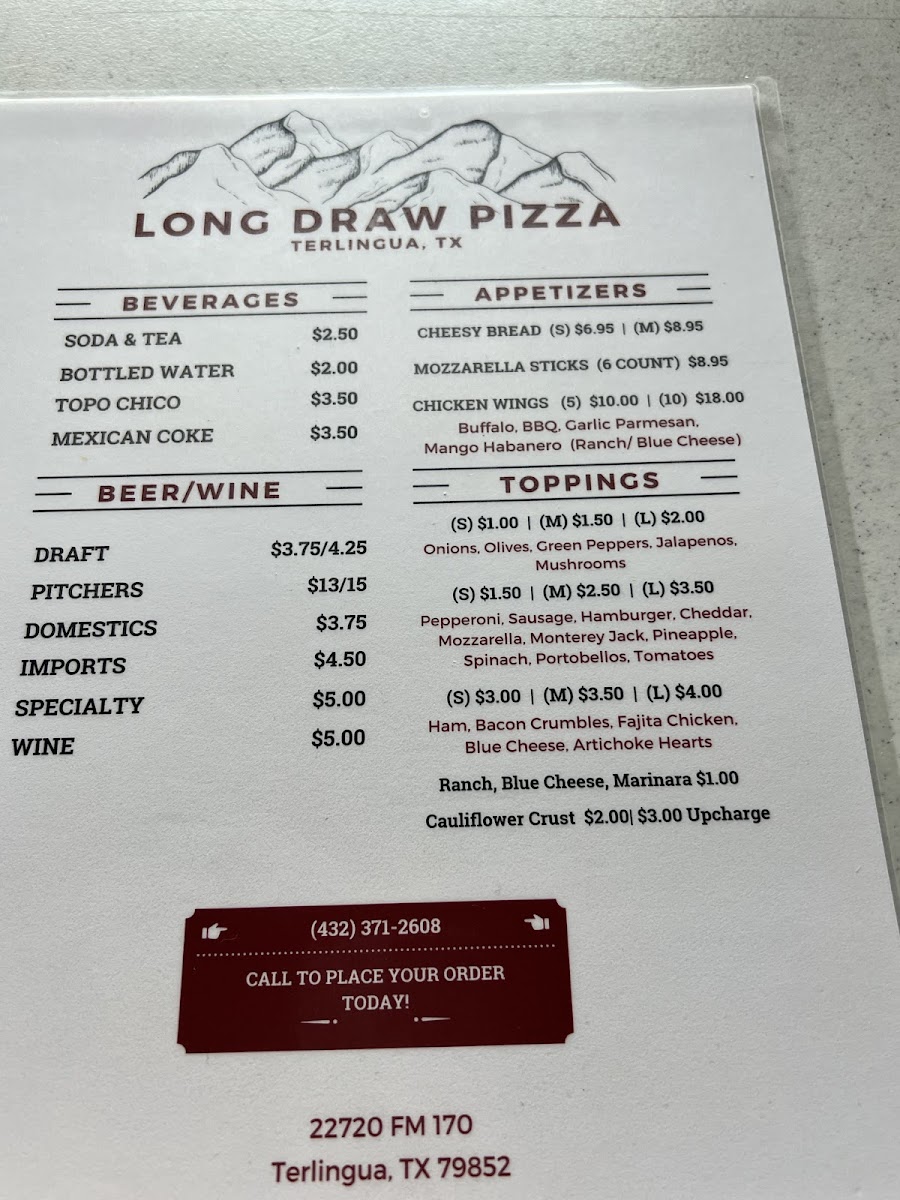 LONG DRAW PIZZA
TERLINGUA, TX
BEVERAGES
SODA & TEA $2.50
BOTTLED WATER $2.00
TOPO CHICO $3.50
MEXICAN COKE $3.50
BEER/WINE
DRAFT $3.75/4.25
PITCHERS $13/15
DOMESTICS $3.75
IMPORTS $4.50
SPECIALTY $5.00
WINE $5.00
APPETIZERS
CHEESY BREAD (S) $6.95 | (M) $8.95
MOZZARELLA STICKS (6 COUNT) $8.95
CHICKEN WINGS (5) $10.00 | (10) $18.00
Buffalo, BBQ, Garlic Parmesan,
Mango Habanero (Ranch/ Blue Cheese)
TOPPINGS
(S) $1.00 | (M) $1.50 | (L) $2.00
Onions, Olives, Green Peppers, Jalapenos,
Mushrooms
(S) $1.50 | (M) $2.50 | (L) $3.50
Pepperoni, Sausage, Hamburger, Cheddar,
Mozzarella, Monterey Jack, Pineapple,
Spinach, Portobellos, Tomatoes
(S) $3.00 | (M) $3.50 | (L) $4.00
Ham, Bacon Crumbles, Fajita Chicken,
Blue Cheese, Artichoke Hearts
Ranch, Blue Cheese, Marinara $1.00
Cauliflower Crust $2.00| $3.00 Upcharge
(432) 371-2608
CALL TO PLACE YOUR ORDER
TODAY!
22720 FM 170
Terlingua, TX 79852